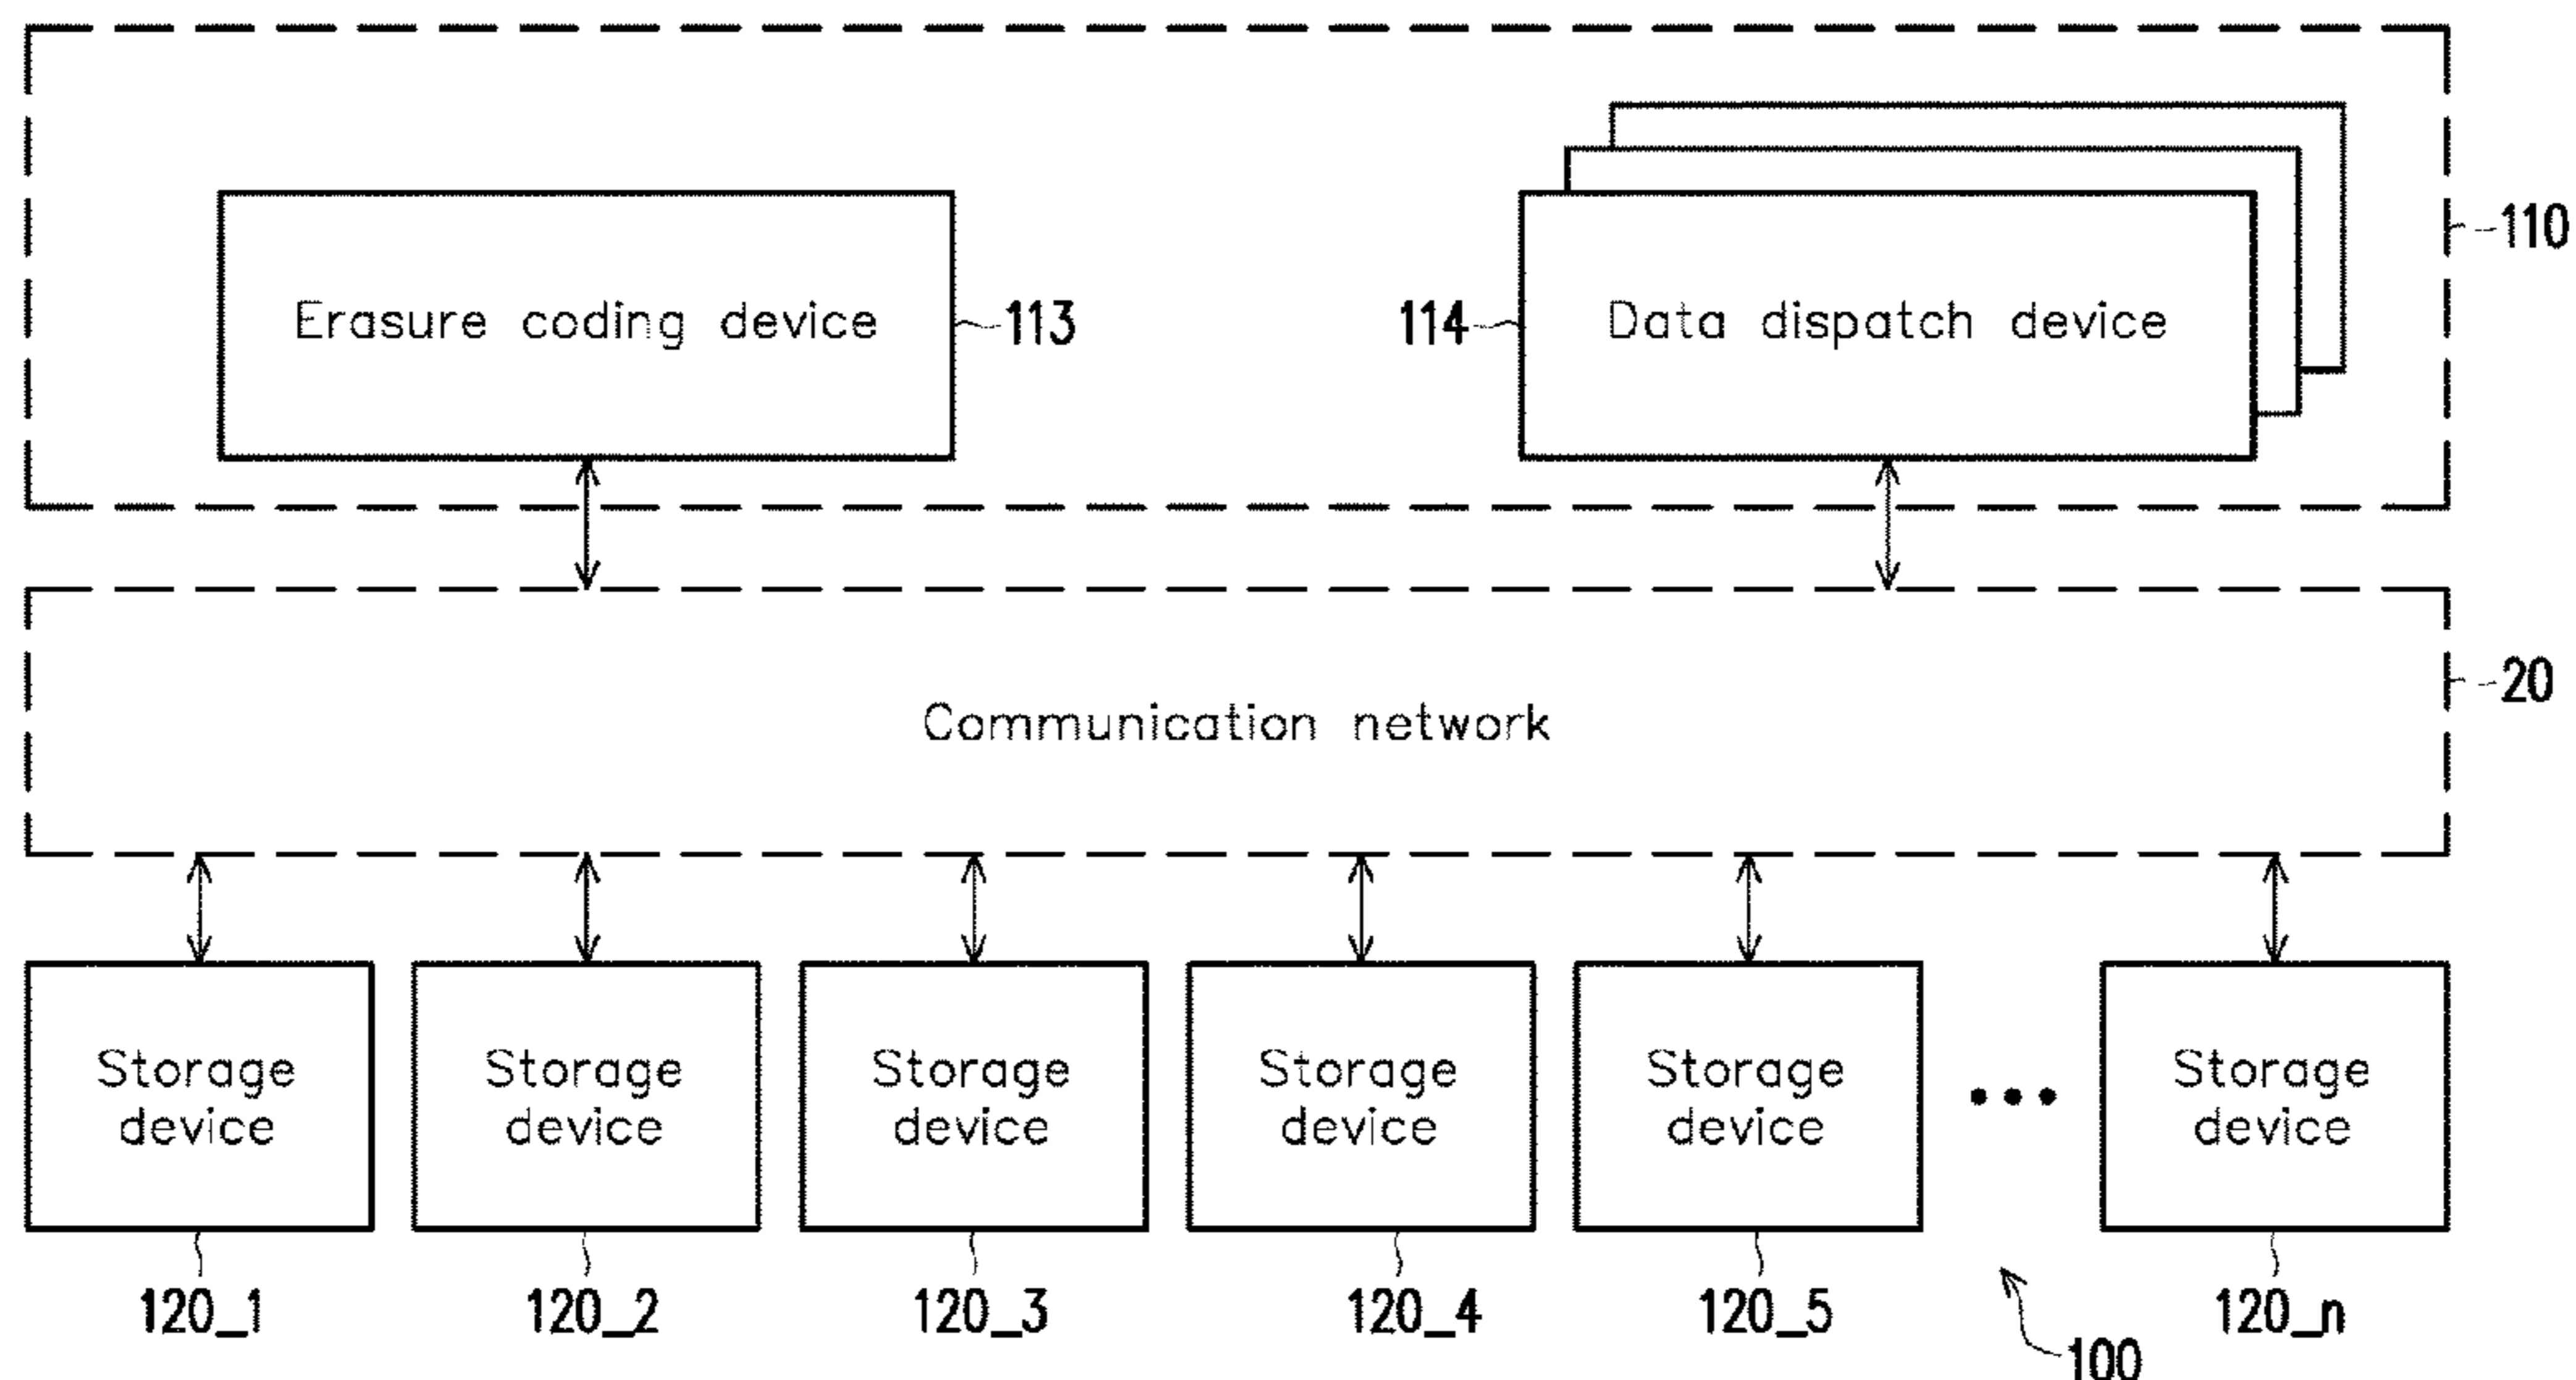 110
Erasure coding device
113
114
Data dispatch device
20
Communication network
Storage
device
Storage
device
Storage
device
Storage
device
Storage
device
Storage
device
120_1
120_2
120_3
120_4
120_5
120_n
100